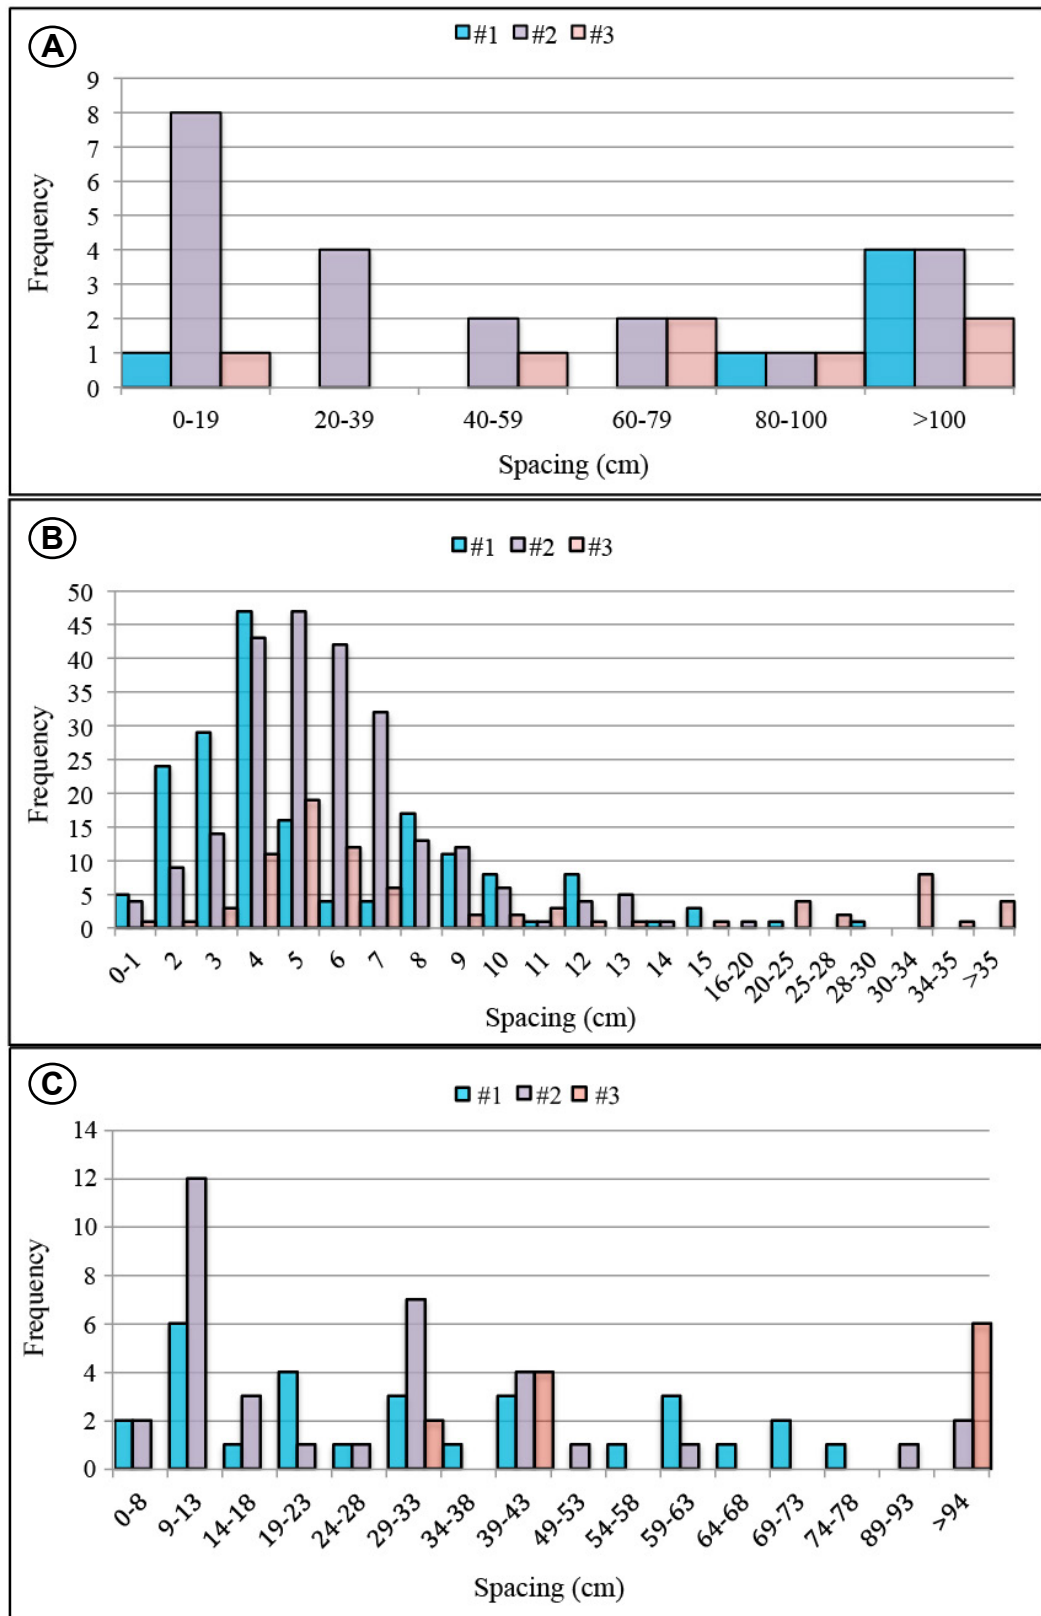 A
#1 #2 #3
9
8
7
6
5
4
3
2
1
0
Frequency
0-19 20-39 40-59 60-79 80-100 >100
Spacing (cm)
B
#1 #2 #3
50
45
40
35
30
25
20
15
10
5
0
Frequency
0-1 2 3 4 5 6 7 8 9 10 11 12 13 14 15 16-20 20-25 25-28 28-30 30-34 34-35 >35
Spacing (cm)
C
#1 #2 #3
14
12
10
8
6
4
2
0
Frequency
0-8 9-13 14-18 19-23 24-28 29-33 34-38 39-43 49-53 54-58 59-63 64-68 69-73 74-78 89-93 >94
Spacing (cm)